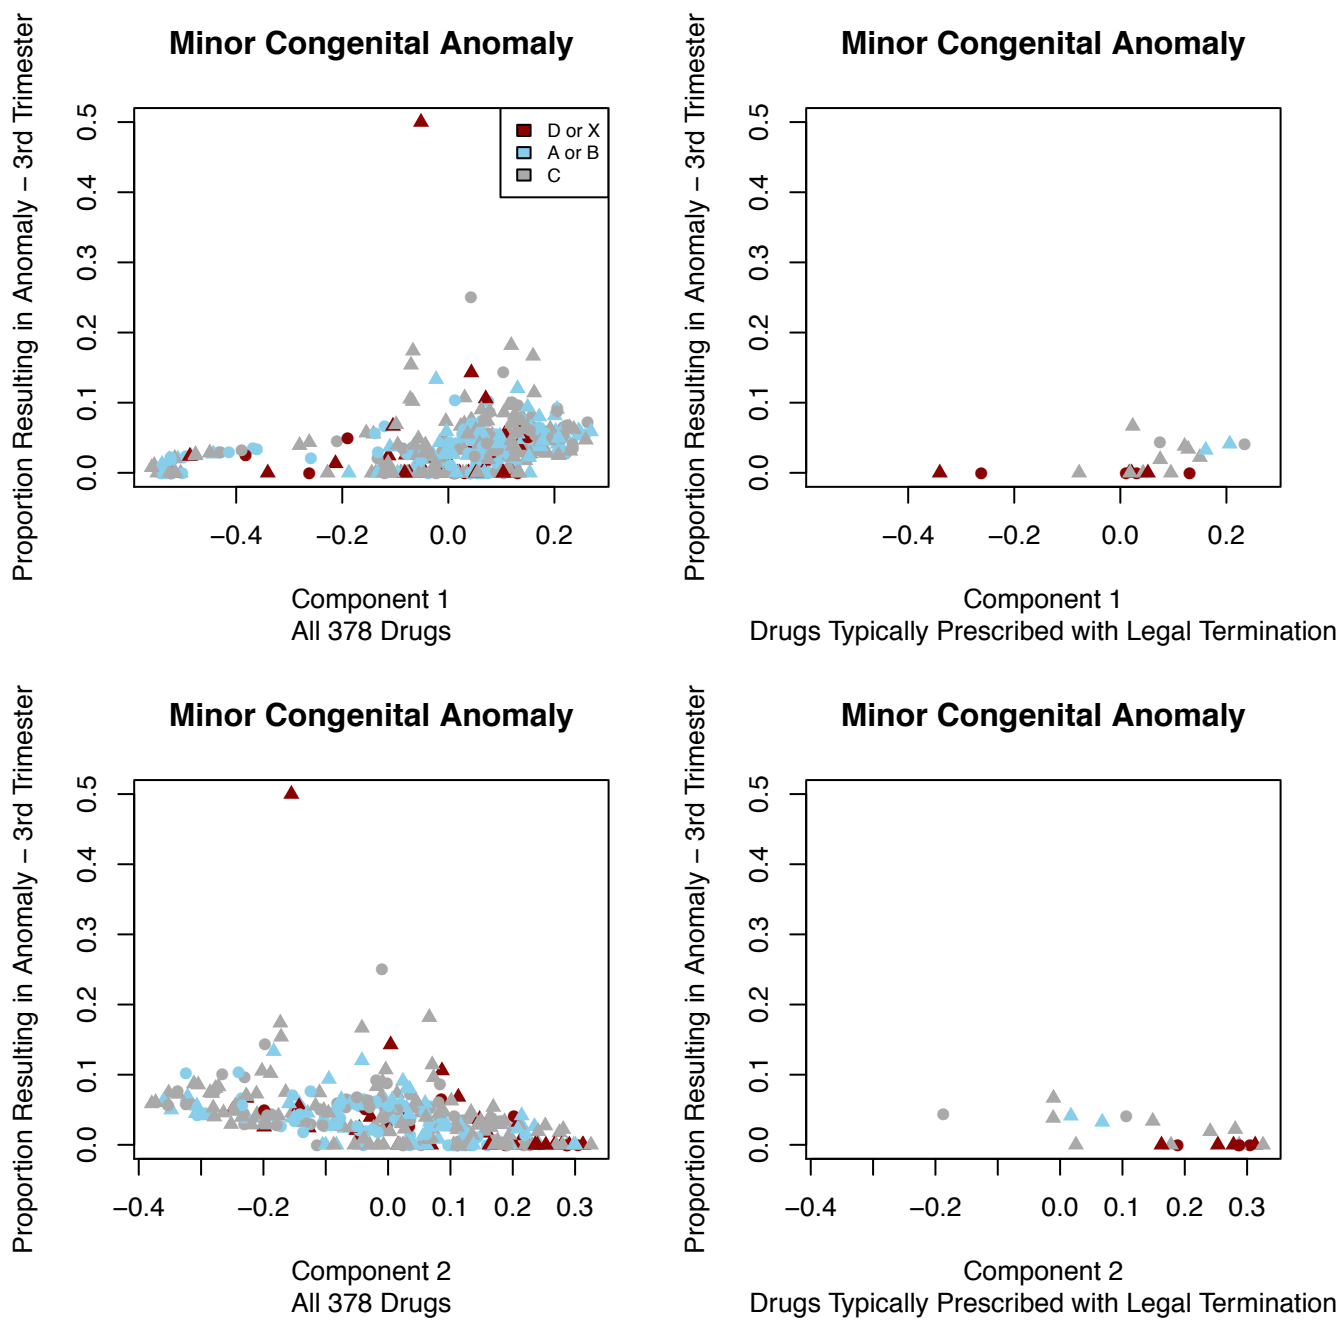 Minor Congenital Anomaly
Proportion Resulting in Anomaly − 3rd Trimester
0.5
0.4
0.3
0.2
0.1
0.0
D or X
A or B
C
−0.4 −0.2 0.0 0.2
Component 1
All 378 Drugs
Minor Congenital Anomaly
Proportion Resulting in Anomaly − 3rd Trimester
0.5
0.4
0.3
0.2
0.1
0.0
−0.4 −0.2 0.0 0.2
Component 1
Drugs Typically Prescribed with Legal Termination
Minor Congenital Anomaly
Proportion Resulting in Anomaly − 3rd Trimester
0.5
0.4
0.3
0.2
0.1
0.0
−0.4 −0.2 0.0 0.1 0.2 0.3
Component 2
All 378 Drugs
Minor Congenital Anomaly
Proportion Resulting in Anomaly − 3rd Trimester
0.5
0.4
0.3
0.2
0.1
0.0
−0.4 −0.2 0.0 0.1 0.2 0.3
Component 2
Drugs Typically Prescribed with Legal Termination